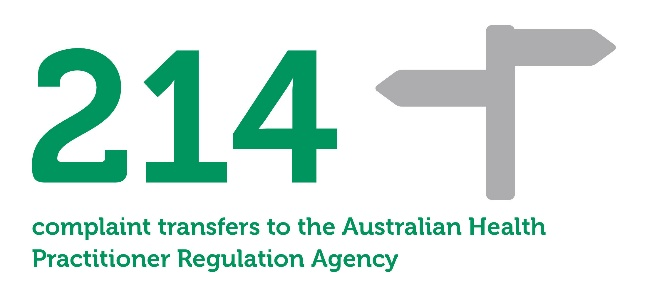 214
complaint transfers to the Australian Health
Practitioner Regulation Agency